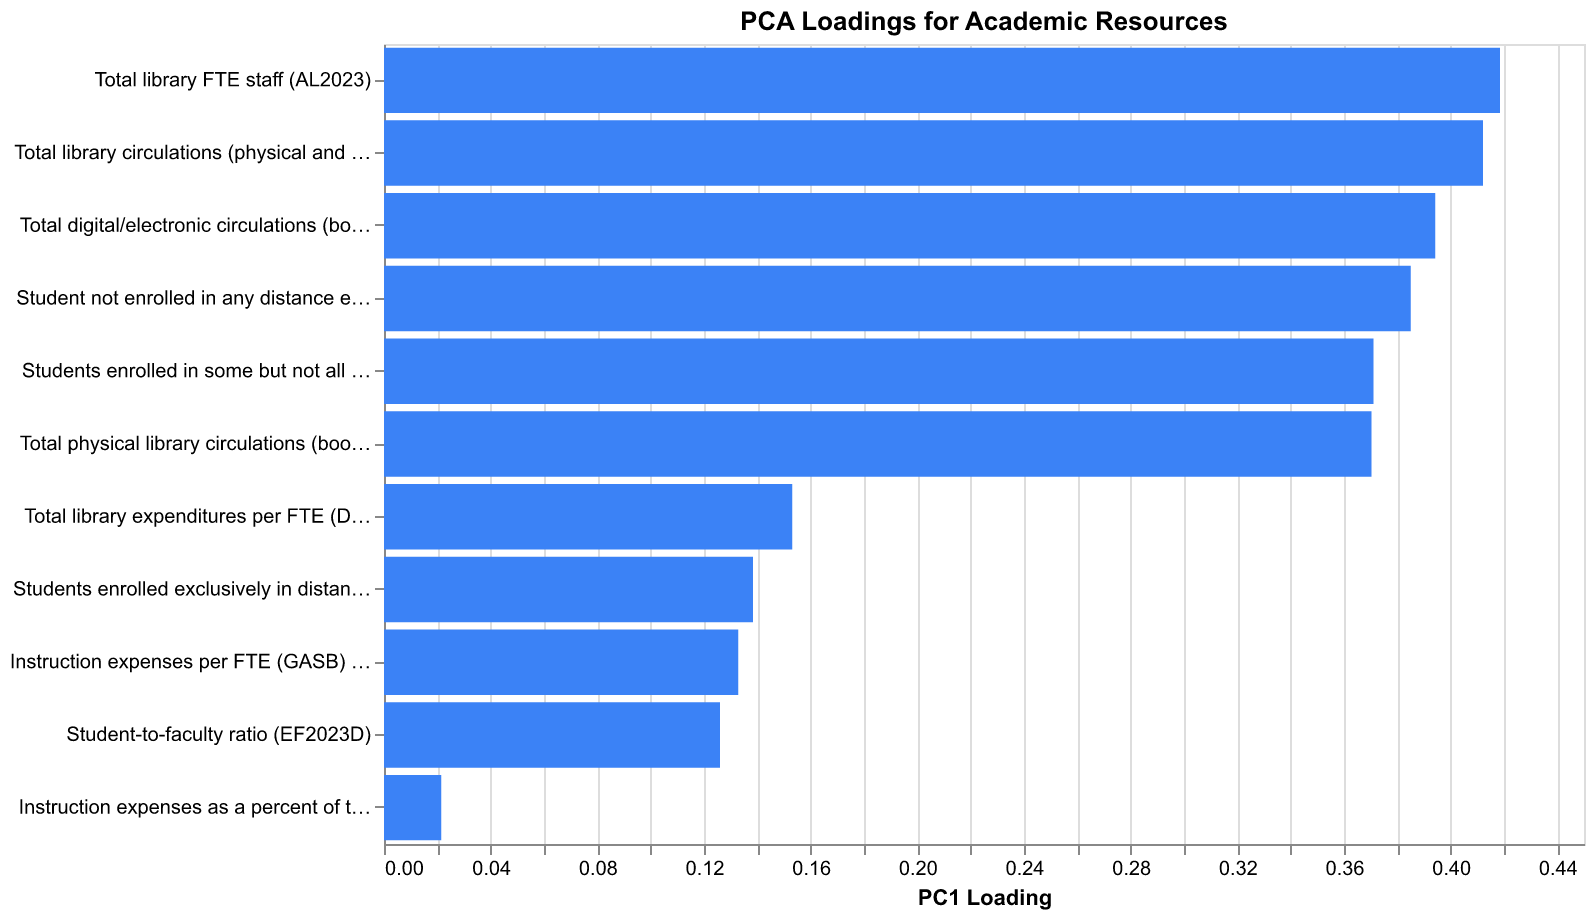 PCA Loadings for Academic Resources
Total library FTE staff (AL2023)
Total library circulations (physical and …
Total digital/electronic circulations (bo…
Student not enrolled in any distance e…
Students enrolled in some but not all …
Total physical library circulations (boo…
Total library expenditures per FTE (D…
Students enrolled exclusively in distan…
Instruction expenses per FTE (GASB) …
Student-to-faculty ratio (EF2023D)
Instruction expenses as a percent of t…
0.00 0.04 0.08 0.12 0.16 0.20 0.24 0.28 0.32 0.36 0.40 0.44
PC1 Loading